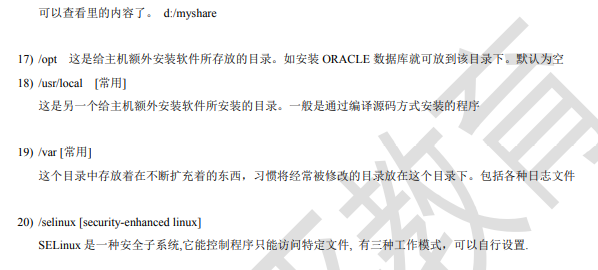 可以查看里的内容了。 d:/myshare
17) /opt 这是给主机额外安装软件所存放的目录。如安装 ORACLE 数据库就可放到该目录下。默认为空
18) /usr/local [常用]
这是另一个给主机额外安装软件所安装的目录。一般是通过编译源码方式安装的程序
19) /var [常用]
这个目录中存放着在不断扩充着的东西，习惯将经常被修改的目录放在这个目录下。包括各种日志文件
20) /selinux [security-enhanced linux]
SELinux 是一种安全子系统,它能控制程序只能访问特定文件, 有三种工作模式，可以自行设置.
教育